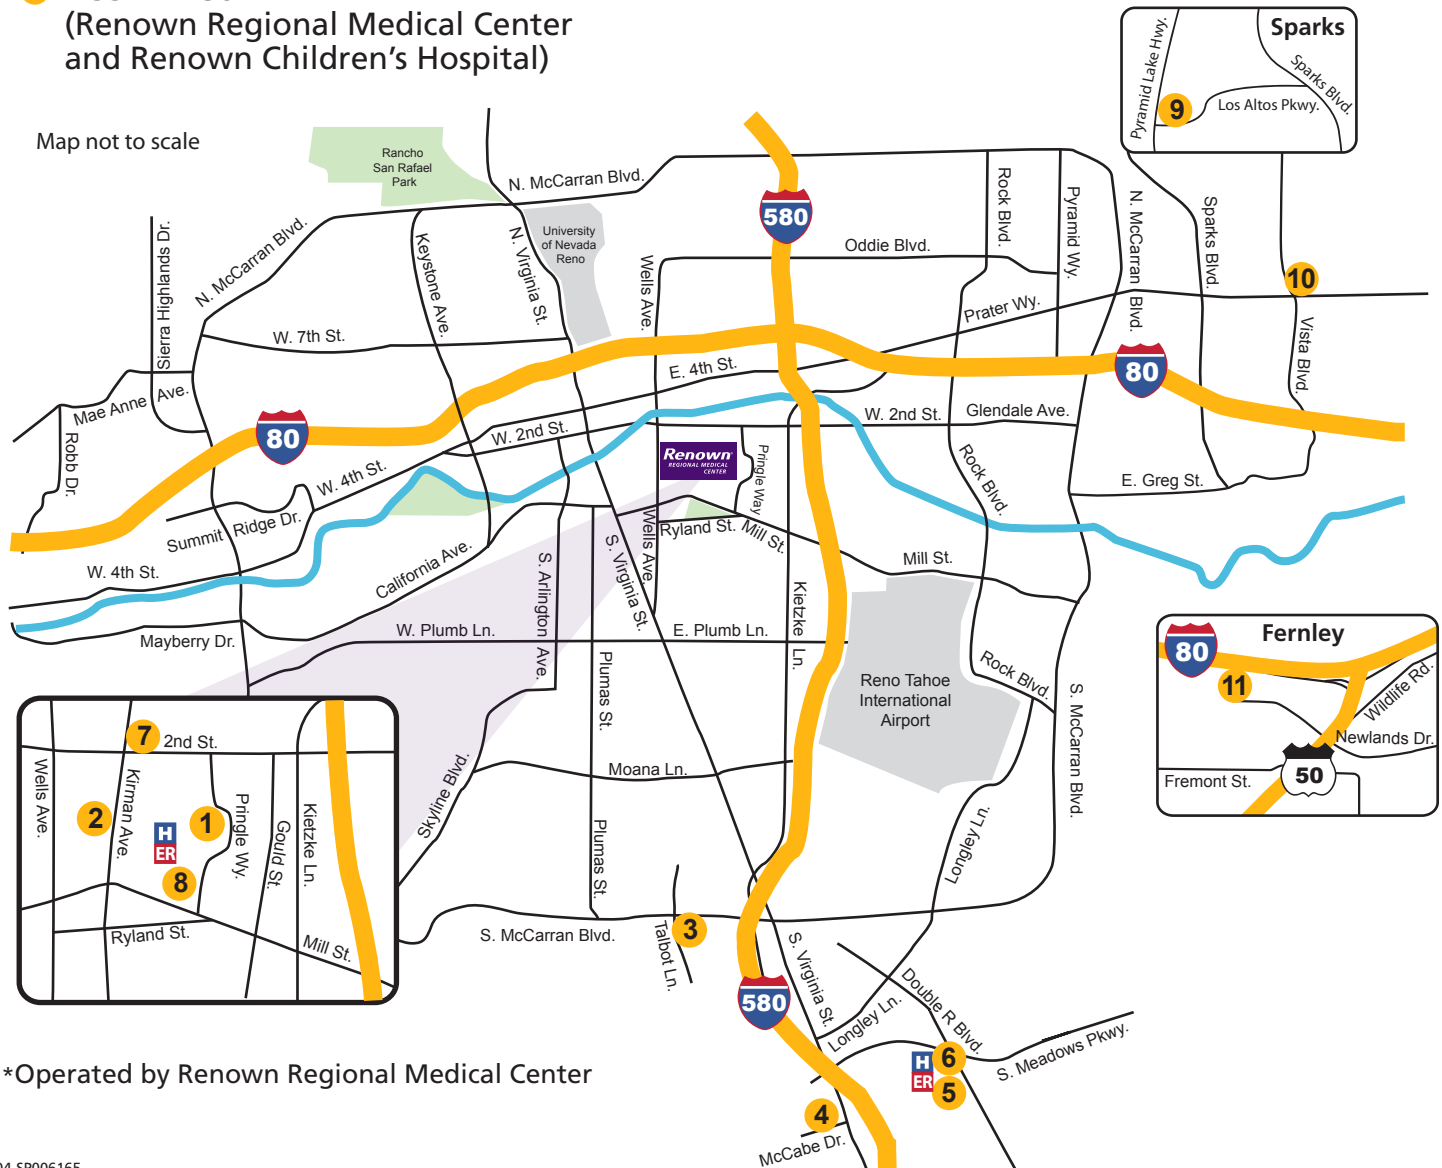 (Renown Regional Medical Center
and Renown Children's Hospital)
Map not to scale
Sparks
Pyramid Lake Hwy.
Sparks Blvd.
Los Altos Pkwy.
9
Rancho
San Rafael
Park
N. McCarran Blvd.
University
of Nevada
Reno
580
Oddie Blvd.
Rock Blvd.
Pyramid Wy.
N. McCarran Blvd.
Sparks Blvd.
10
Sierra Highlands Dr.
N. McCarran Blvd.
Keystone Ave.
N. Virginia St.
Wells Ave.
Prater Wy.
W. 7th St.
E. 4th St.
80
Vista Blvd.
Mae Anne Ave.
Robb Dr.
80
W. 2nd St.
W. 2nd St.
Glendale Ave.
Renown
REGIONAL MEDICAL
CENTER
Pringle Way
W. 4th St.
Rock Blvd.
E. Greg St.
Summit Ridge Dr.
Wells Ave.
Ryland St.
Mill St.
Mill St.
W. 4th St.
California Ave.
S. Arlington Ave.
S. Virginia St.
Kietzke Ln.
Mayberry Dr.
W. Plumb Ln.
E. Plumb Ln.
Plumas St.
Reno Tahoe
International
Airport
Rock Blvd.
S. McCarran Blvd.
Fernley
80
11
Wildlife Rd.
Newlands Dr.
50
Fremont St.
7
2nd St.
Wells Ave.
Kirman Ave.
2
H
ER
1
8
Pringle Wy.
Gould St.
Kietzke Ln.
Ryland St.
Mill St.
Skyline Blvd.
Moana Ln.
Plumas St.
Longley Ln.
S. McCarran Blvd.
Talbot Ln.
3
580
S. Virginia St.
Longley Ln.
Double R Blvd.
S. Meadows Pkwy.
H
ER
6
5
4
McCabe Dr.
*Operated by Renown Regional Medical Center